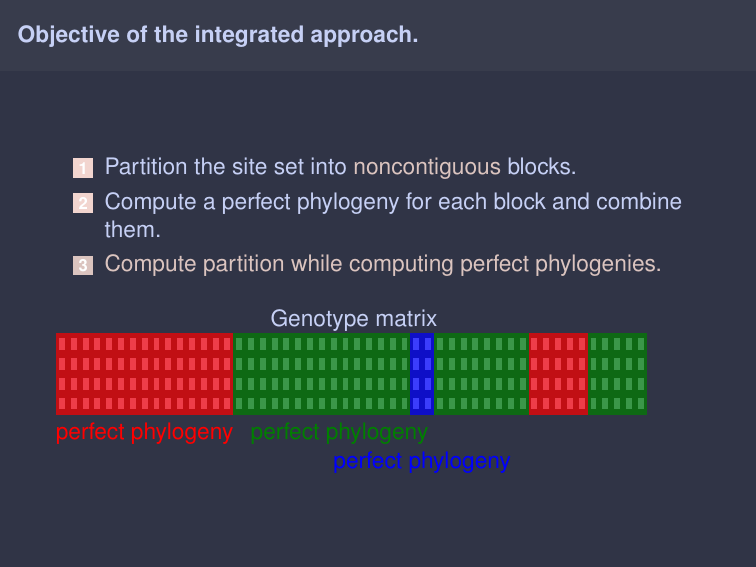 Objective of the integrated approach.
1 Partition the site set into noncontiguous blocks.
2 Compute a perfect phylogeny for each block and combine
them.
3 Compute partition while computing perfect phylogenies.
Genotype matrix
perfect phylogeny perfect phylogeny
perfect phylogeny